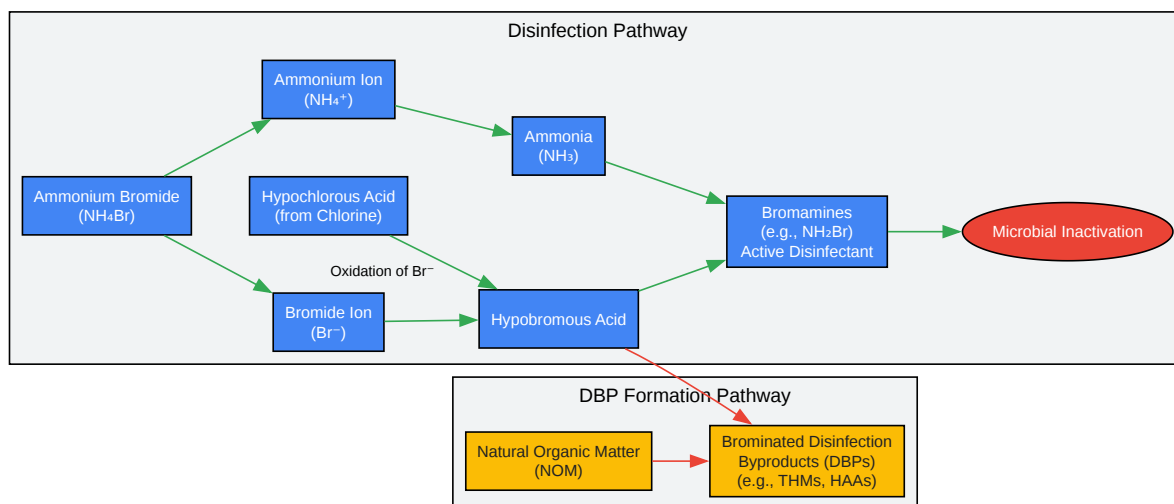 Disinfection Pathway
Ammonium Ion
(NH₄⁺)
Ammonia
(NH₃)
Ammonium Bromide
(NH₄Br)
Hypochlorous Acid
(from Chlorine)
Bromamines
(e.g., NH₂Br)
Active Disinfectant
Microbial Inactivation
Oxidation of Br⁻
Bromide Ion
(Br⁻)
Hypobromous Acid
DBP Formation Pathway
Natural Organic Matter
(NOM)
Brominated Disinfection
Byproducts (DBPs)
(e.g., THMs, HAAs)